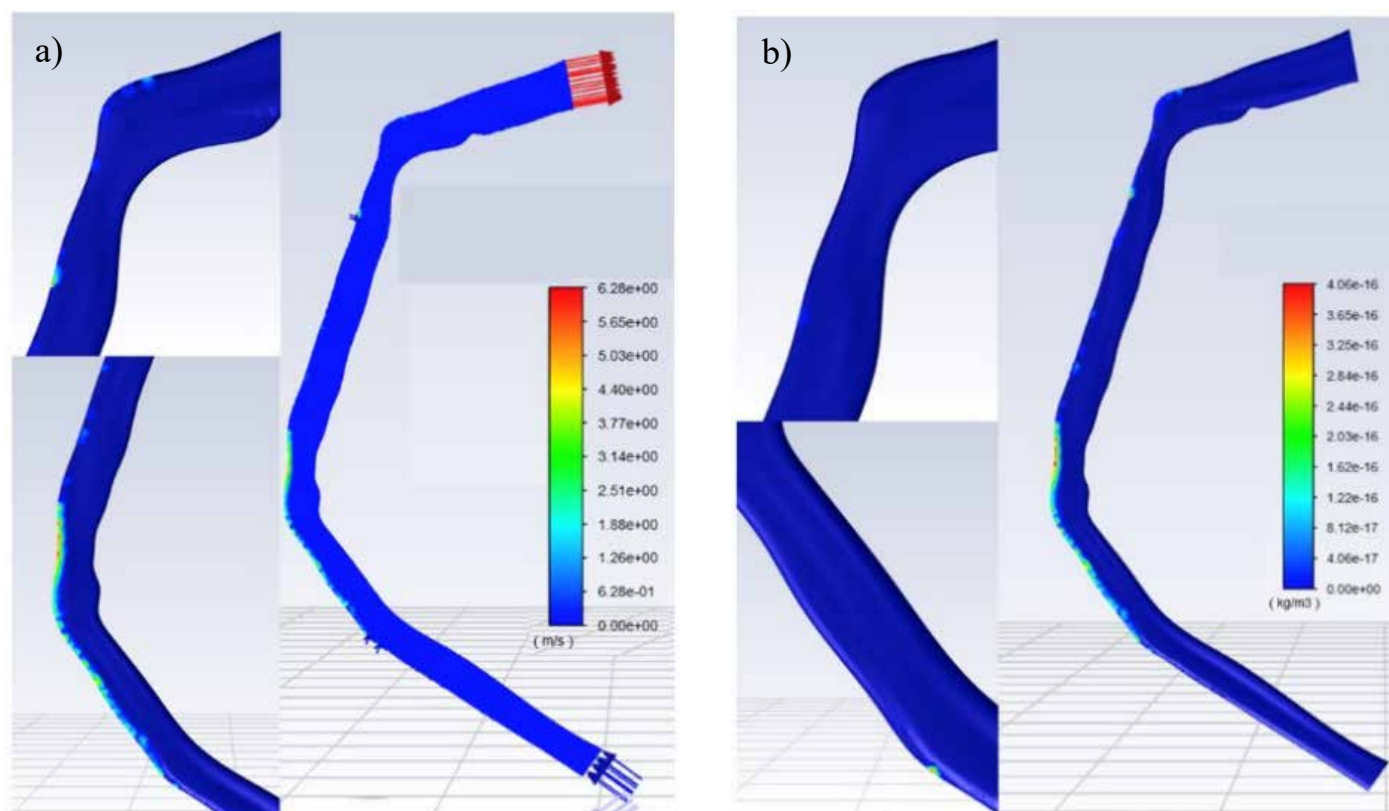 a)
6.28e+00
5.65e+00
5.03e+00
4.40e+00
3.77e+00
3.14e+00
2.51e+00
1.88e+00
1.26e+00
6.28e-01
0.00e+00
( m/s )
b)
4.06e-16
3.65e-16
3.25e-16
2.84e-16
2.44e-16
2.03e-16
1.62e-16
1.22e-16
8.12e-17
4.06e-17
0.00e+00
( kg/m3 )